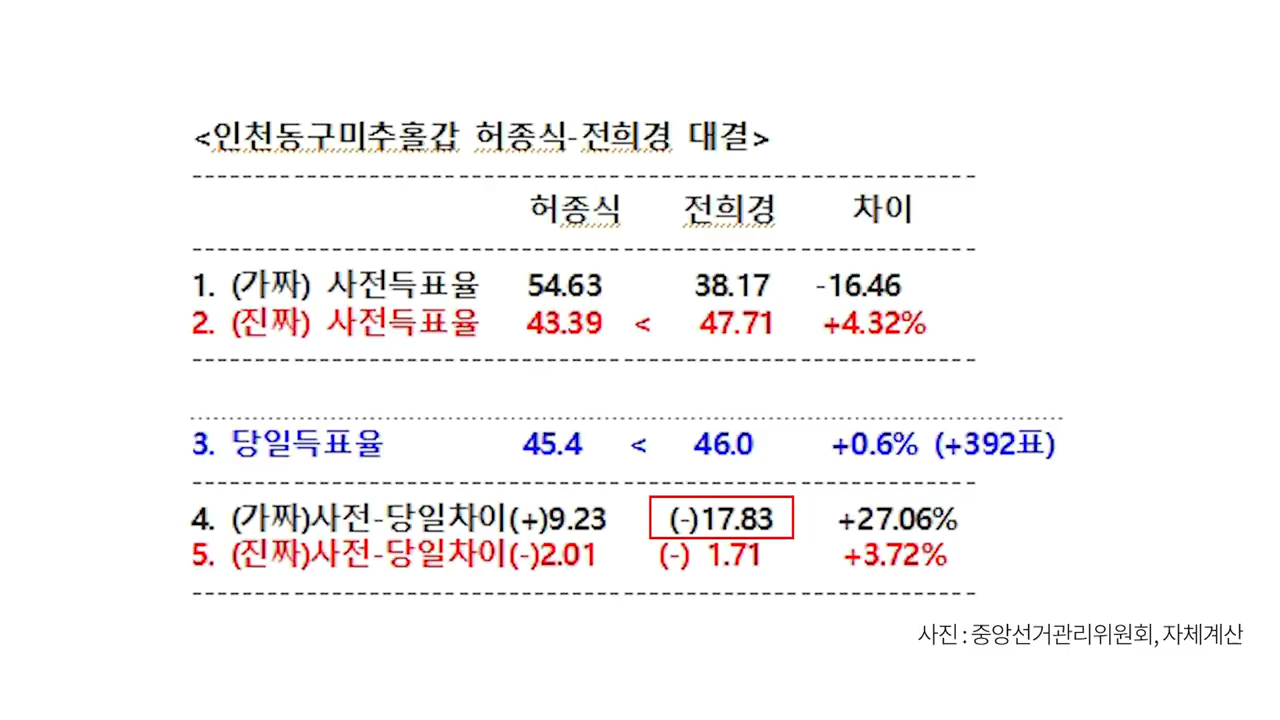 <인천동구미추홀갑 허종식-전희경 대결>
허종식 전희경 차이
1. (가짜) 사전득표율 54.63 38.17 -16.46
2. (진짜) 사전득표율 43.39 < 47.71 +4.32%
3. 당일득표율 45.4 < 46.0 +0.6% (+392표)
4. (가짜)사전-당일차이(+)9.23 (-)17.83 +27.06%
5. (진짜)사전-당일차이(-)2.01 (-) 1.71 +3.72%
사진 : 중앙선거관리위원회, 자체계산